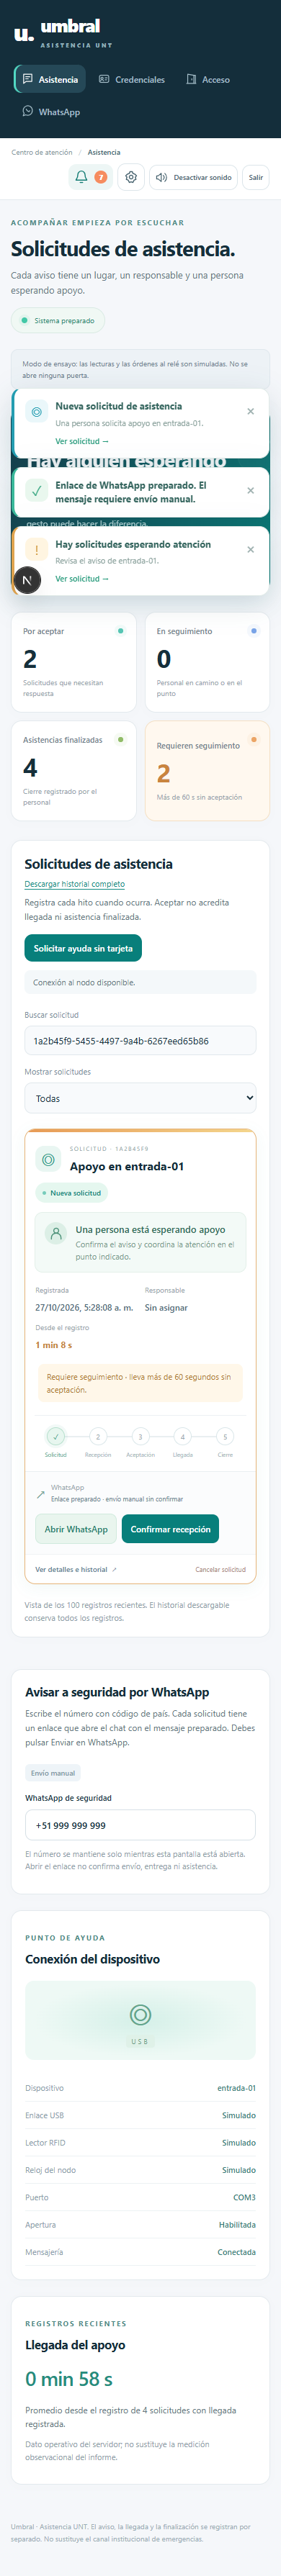 u. umbral
ASISTENCIA UNT
Asistencia
Credenciales
Acceso
WhatsApp
Centro de atención / Asistencia
7
Desactivar sonido
Salir
ACOMPAÑAR EMPIEZA POR ESCUCHAR
Solicitudes de asistencia.
Cada aviso tiene un lugar, un responsable y una persona
esperando apoyo.
Sistema preparado
Modo de ensayo: las lecturas y las órdenes al relé son simuladas. No se
abre ninguna puerta.
Nueva solicitud de asistencia
Una persona solicita apoyo en entrada-01.
Ver solicitud →
Hay alguien esperando
Enlace de WhatsApp preparado. El
mensaje requiere envío manual.
gesto puede hacer la diferencia.
Hay solicitudes esperando atención
Revisa el aviso de entrada-01.
Ver solicitud →
N
Por aceptar
2
Solicitudes que necesitan
respuesta
En seguimiento
0
Personal en camino o en el
punto
Asistencias finalizadas
4
Cierre registrado por el
personal
Requieren seguimiento
2
Más de 60 s sin aceptación
Solicitudes de asistencia
Descargar historial completo
Registra cada hito cuando ocurra. Aceptar no acredita
llegada ni asistencia finalizada.
Solicitar ayuda sin tarjeta
Conexión al nodo disponible.
Buscar solicitud
1a2b45f9-5455-4497-9a4b-6267eed65b86
Mostrar solicitudes
Todas
SOLICITUD · 1A2B45F9
Apoyo en entrada-01
Nueva solicitud
Una persona está esperando apoyo
Confirma el aviso y coordina la atención en el
punto indicado.
Registrada
27/10/2026, 5:28:08 a. m.
Responsable
Sin asignar
Desde el registro
1 min 8 s
Requiere seguimiento · lleva más de 60 segundos sin
aceptación.
✓ 2 3 4 5
Solicitud Recepción Aceptación Llegada Cierre
WhatsApp
Enlace preparado · envío manual sin confirmar
Abrir WhatsApp
Confirmar recepción
Ver detalles e historial ↗
Cancelar solicitud
Vista de los 100 registros recientes. El historial descargable
conserva todos los registros.
Avisar a seguridad por WhatsApp
Escribe el número con código de país. Cada solicitud tiene
un enlace que abre el chat con el mensaje preparado. Debes
pulsar Enviar en WhatsApp.
Envío manual
WhatsApp de seguridad
+51 999 999 999
El número se mantiene solo mientras esta pantalla está abierta.
Abrir el enlace no confirma envío, entrega ni asistencia.
PUNTO DE AYUDA
Conexión del dispositivo
USB
Dispositivo entrada-01
Enlace USB Simulado
Lector RFID Simulado
Reloj del nodo Simulado
Puerto COM3
Apertura Habilitada
Mensajería Conectada
REGISTROS RECIENTES
Llegada del apoyo
0 min 58 s
Promedio desde el registro de 4 solicitudes con llegada
registrada.
Dato operativo del servidor; no sustituye la medición
observacional del informe.
Umbral · Asistencia UNT. El aviso, la llegada y la finalización se registran por
separado. No sustituye el canal institucional de emergencias.